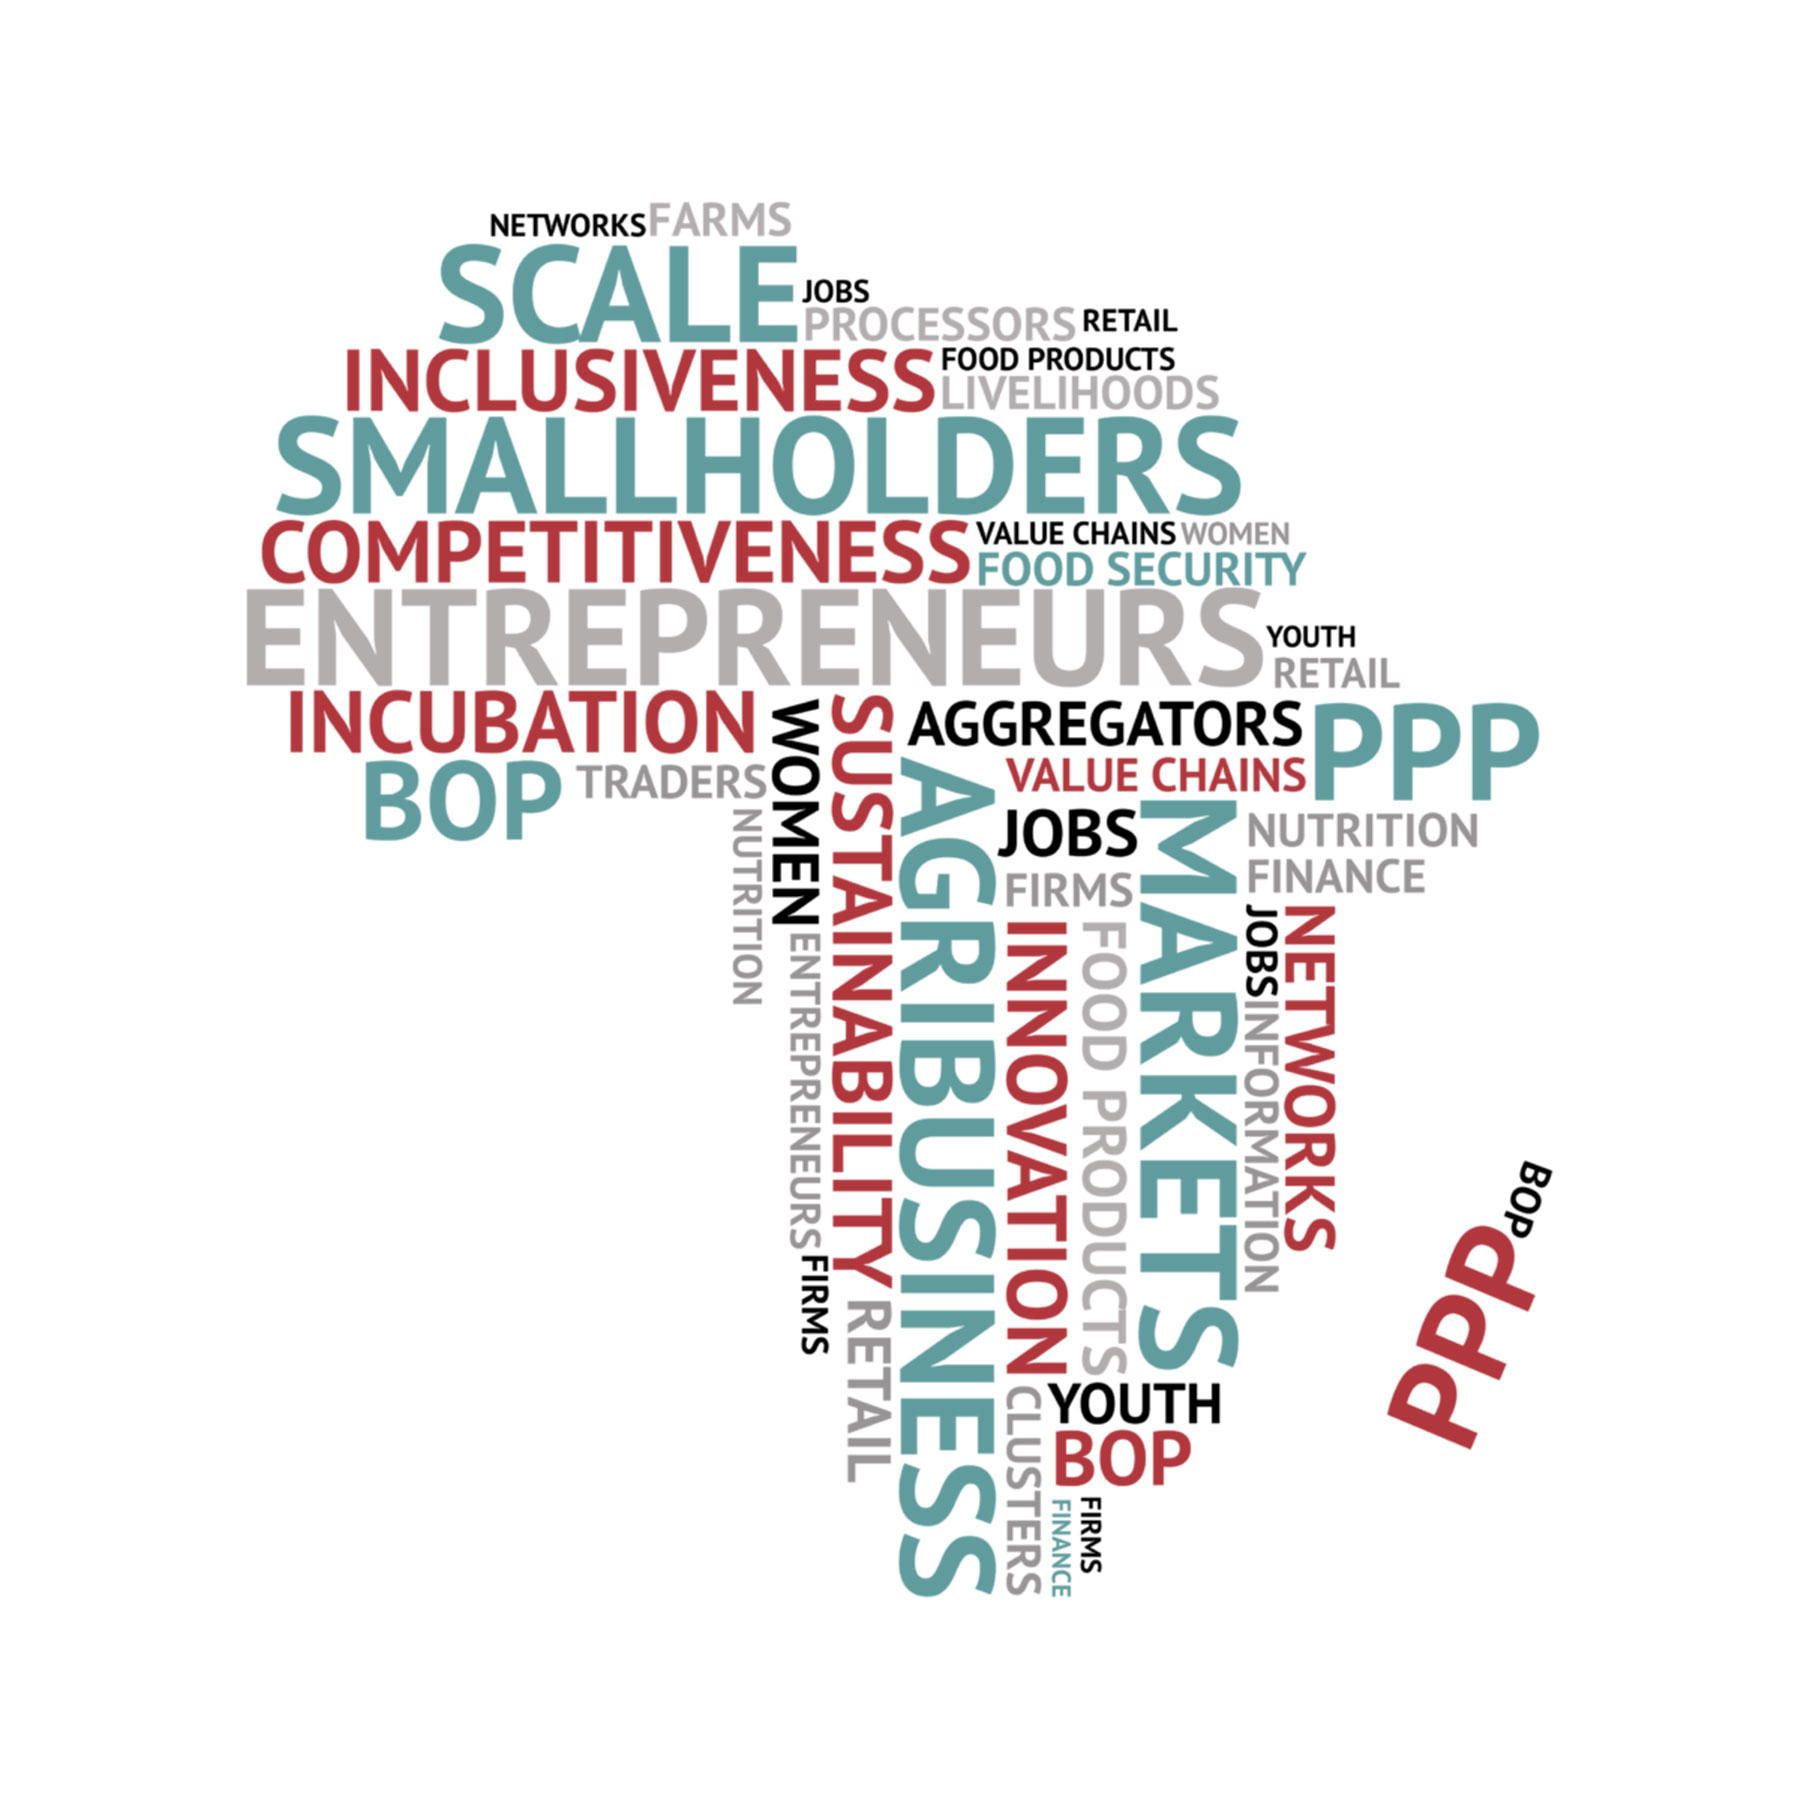 NETWORKS FARMS
SCALE
JOBS
PROCESSORS RETAIL
INCLUSIVENESS FOOD PRODUCTS
LIVELIHOODS
SMALLHOLDERS
COMPETITIVENESS VALUE CHAINS WOMEN
FOOD SECURITY
ENTREPRENEURS YOUTH
RETAIL
INCUBATION
WOMEN
SUSTAINABILITY
AGGREGATORS
PPP
BOP
TRADERS
AGRIBUSINESS
VALUE CHAINS
JOBS
MARKETS
NUTRITION
NUTRITION
FIRMS
FINANCE
ENTREPRENEURS
INNOVATION
FOOD PRODUCTS
JOBS
NETWORKS
INFORMATION
BOP
PPP
FIRMS
RETAIL
CLUSTERS
YOUTH
BOP
FINANCE
FIRMS